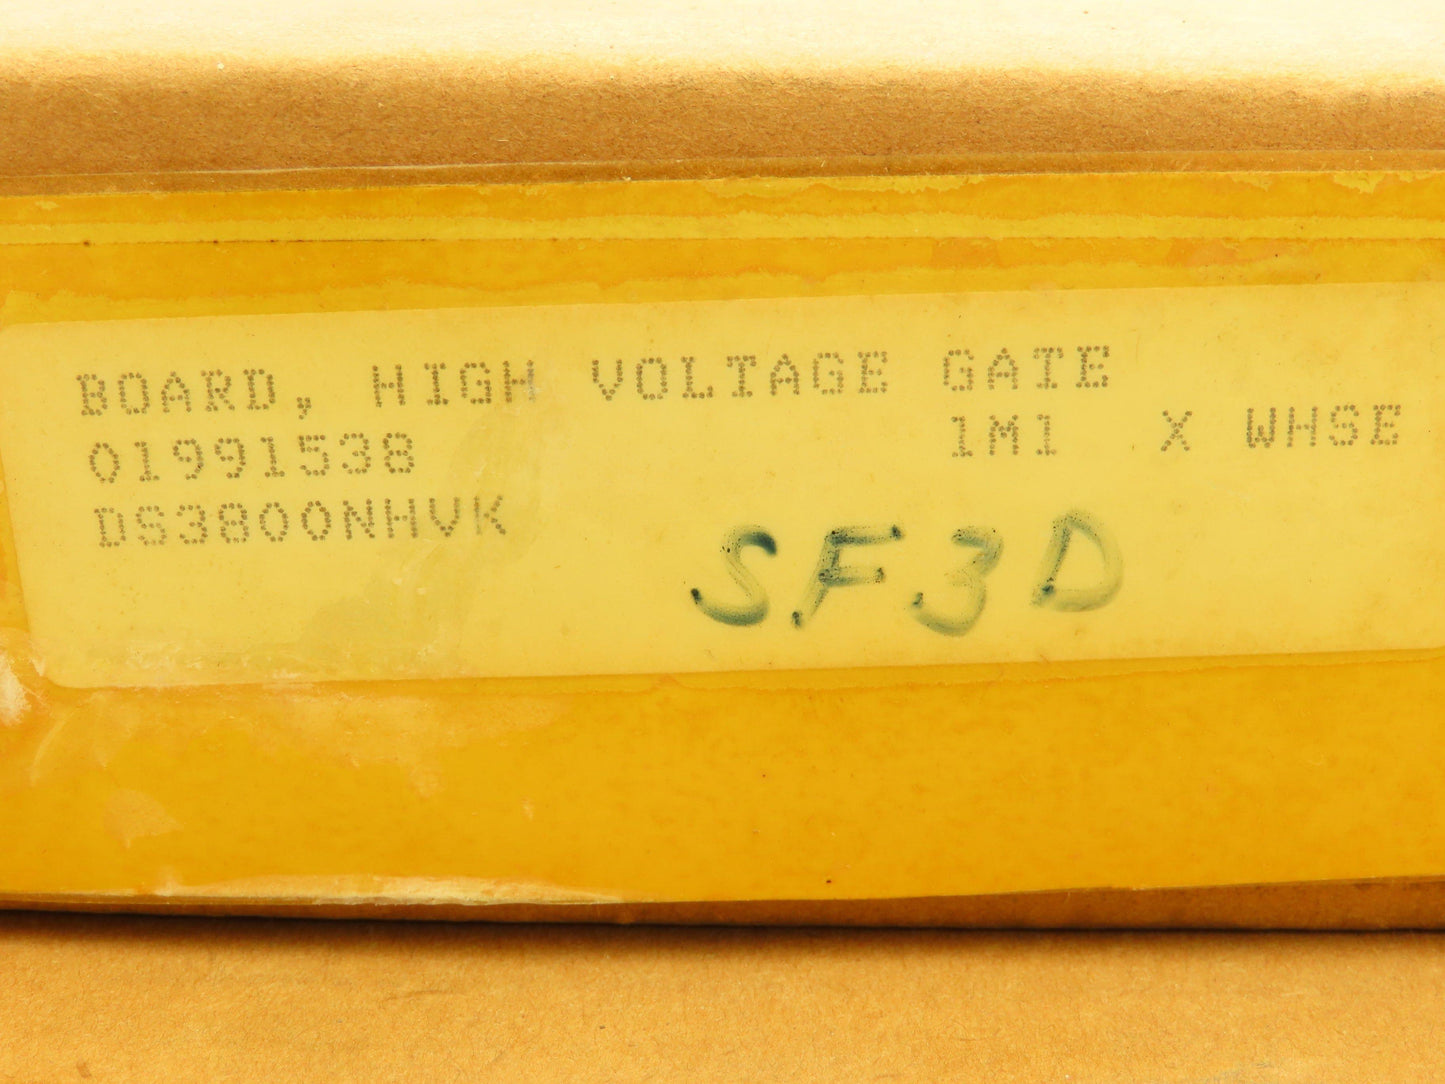 BOARD, HIGH VOLTAGE GATE
01991538 1M1 X WHSE
DS3800NHVK
SF3D